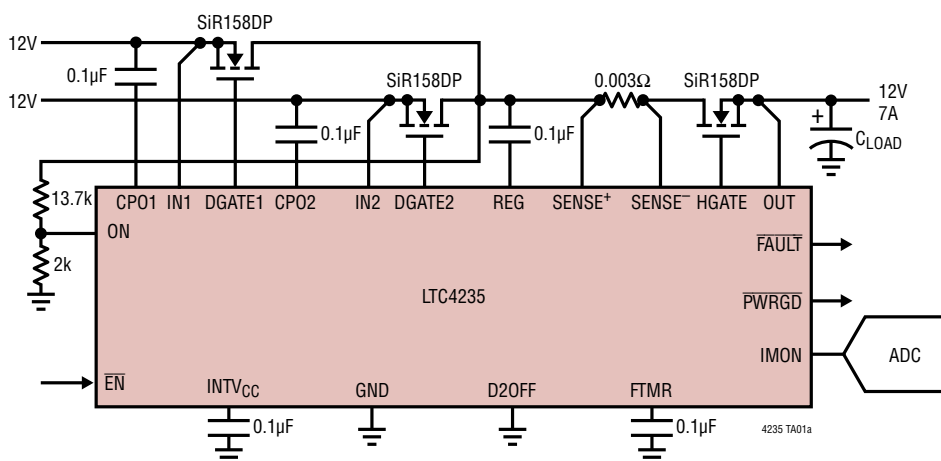 SiR158DP
12V
0.1µF
SiR158DP
0.003Ω
SiR158DP
12V
0.1µF
0.1µF
12V
7A
+
CLOAD
13.7k
CPO1 IN1 DGATE1 CPO2 IN2 DGATE2 REG SENSE+ SENSE− HGATE OUT
ON
FAULT
2k
LTC4235
PWRGD
IMON
ADC
EN
INTVCC GND D2OFF FTMR
0.1µF
0.1µF
4235 TA01a